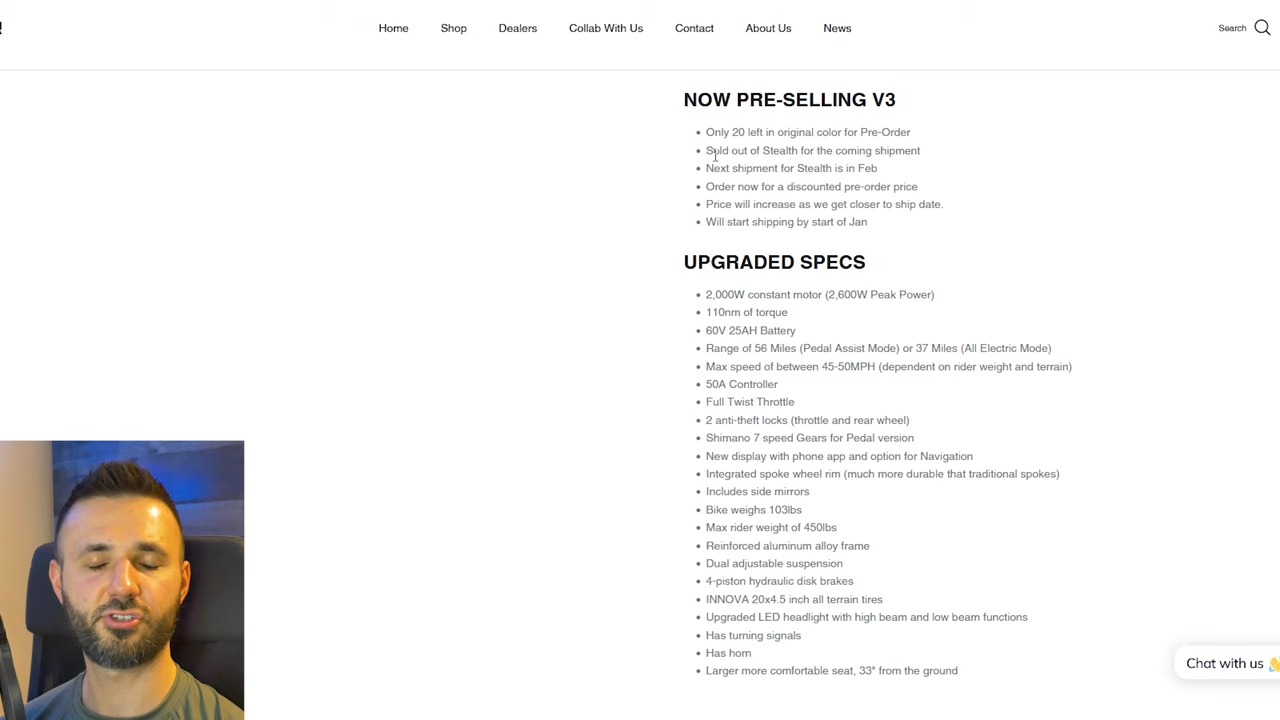 Home Shop Dealers Collab With Us Contact About Us News Search
NOW PRE-SELLING V3
Only 20 left in original color for Pre-Order
Sold out of Stealth for the coming shipment
Next shipment for Stealth is in Feb
Order now for a discounted pre-order price
Price will increase as we get closer to ship date.
Will start shipping by start of Jan
UPGRADED SPECS
2,000W constant motor (2,600W Peak Power)
110nm of torque
60V 25AH Battery
Range of 56 Miles (Pedal Assist Mode) or 37 Miles (All Electric Mode)
Max speed of between 45-50MPH (dependent on rider weight and terrain)
50A Controller
Full Twist Throttle
2 anti-theft locks (throttle and rear wheel)
Shimano 7 speed Gears for Pedal version
New display with phone app and option for Navigation
Integrated spoke wheel rim (much more durable that traditional spokes)
Includes side mirrors
Bike weighs 103lbs
Max rider weight of 450lbs
Reinforced aluminum alloy frame
Dual adjustable suspension
4-piston hydraulic disk brakes
INNOVA 20x4.5 inch all terrain tires
Upgraded LED headlight with high beam and low beam functions
Has turning signals
Has horn
Larger more comfortable seat, 33" from the ground
Chat with us 👋